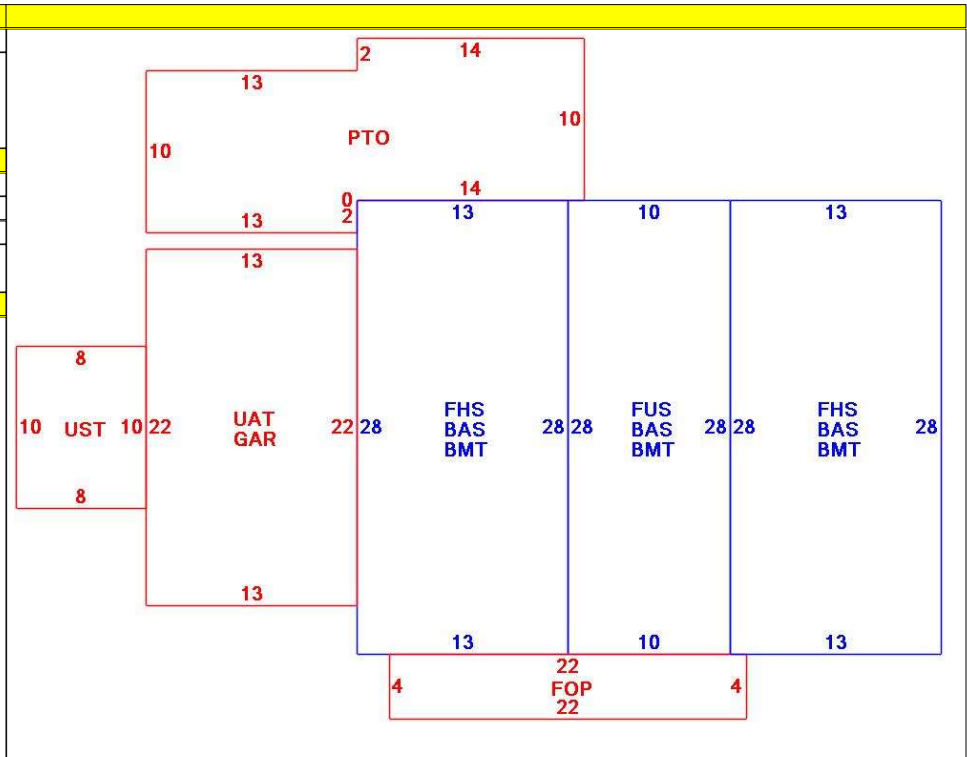 2 14
13
PTO 10
10
0 14
13 2 13 10 13
13
8
10 UST 10 22 UAT 22 28 FHS 28 28 FUS 28 28 FHS 28
GAR BAS BAS BAS
BMT BMT BMT
8
13
13 10 13
22
4 FOP 4
22